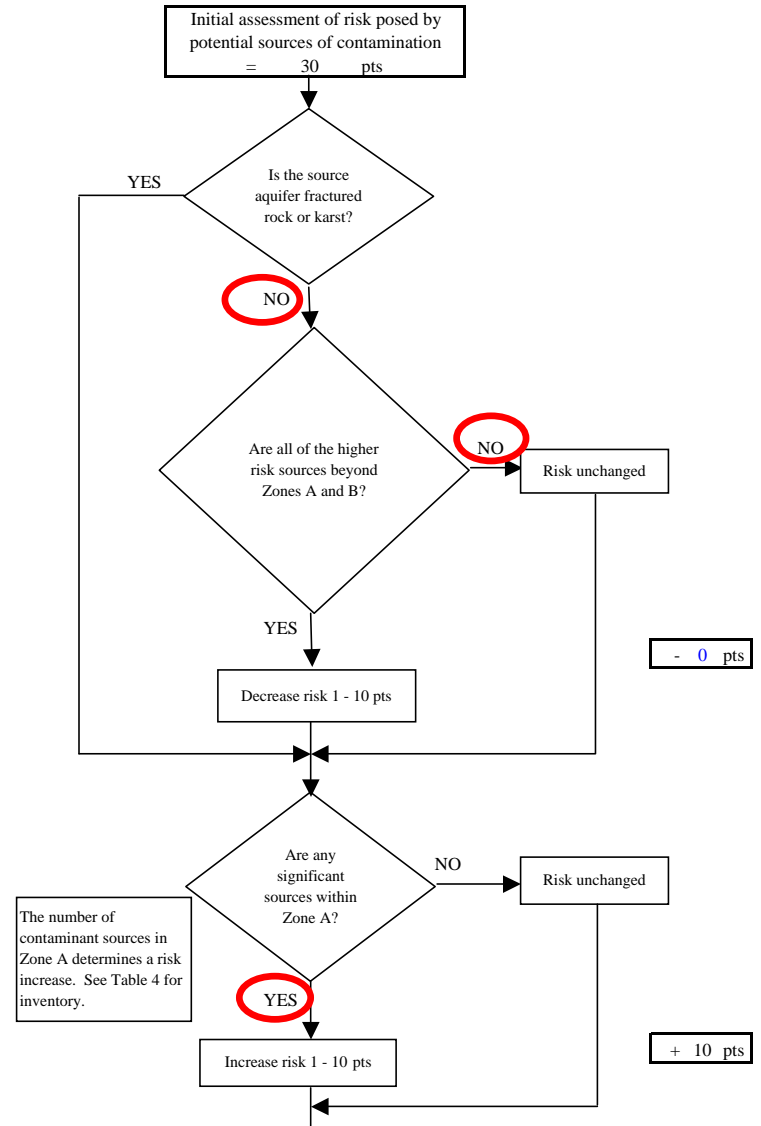 Initial assessment of risk posed by
potential sources of contamination
= 30 pts
Is the source
aquifer fractured
rock or karst?
YES
NO
Are all of the higher
risk sources beyond
Zones A and B?
NO
Risk unchanged
YES
- 0 pts
Decrease risk 1 - 10 pts
Are any
significant
sources within
Zone A?
NO
Risk unchanged
The number of
contaminant sources in
Zone A determines a risk
increase. See Table 4 for
inventory.
YES
+ 10 pts
Increase risk 1 - 10 pts